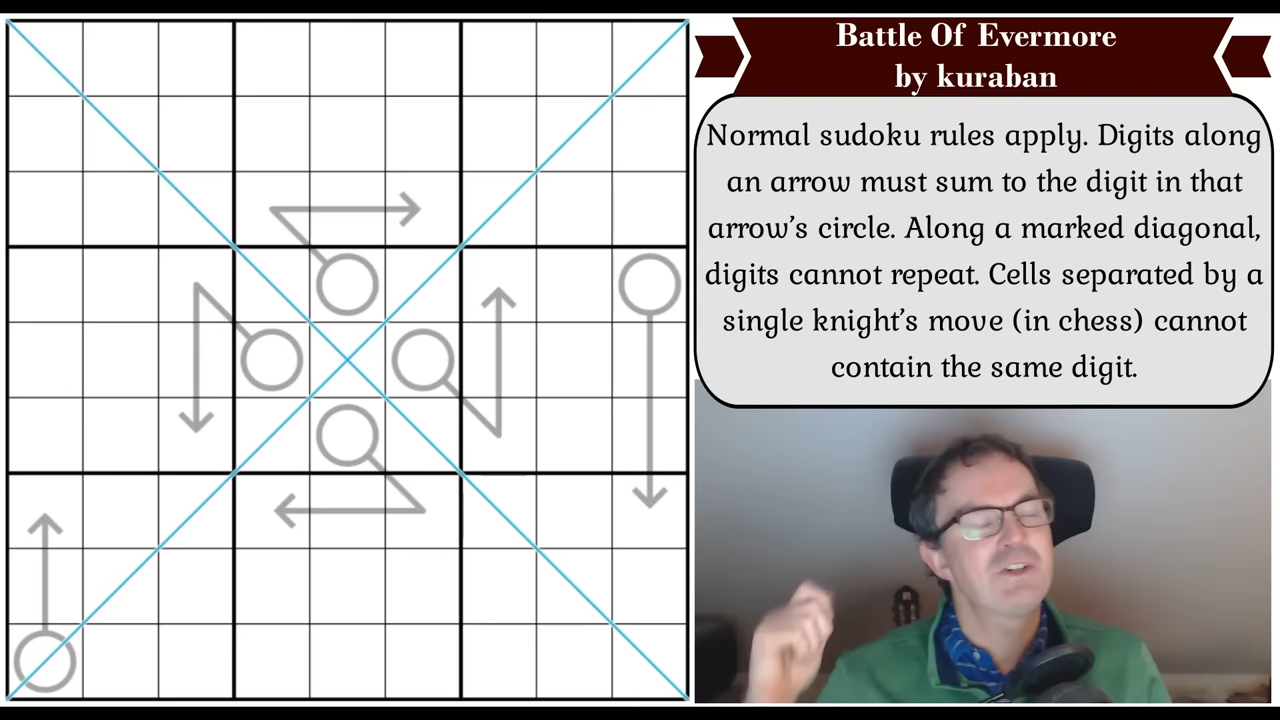 Battle Of Evermore
by kuraban
Normal sudoku rules apply. Digits along
an arrow must sum to the digit in that
arrow's circle. Along a marked diagonal,
digits cannot repeat. Cells separated by a
single knight's move (in chess) cannot
contain the same digit.